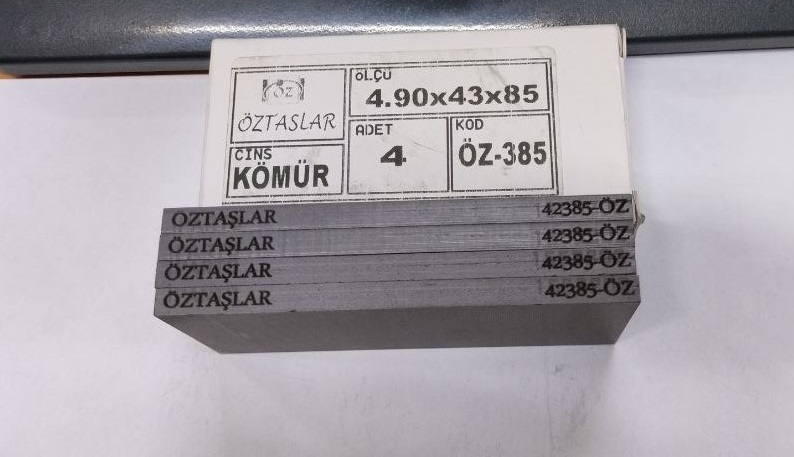 ÖZ
ÖZTAŞLAR
ÖLÇÜ
4.90x43x85
CINS
KÖMÜR
ADET
4
KOD
ÖZ-385
ÖZTAŞLAR 42385-ÖZ
ÖZTAŞLAR 42385-ÖZ
ÖZTAŞLAR 42385-ÖZ
ÖZTAŞLAR 42385-ÖZ